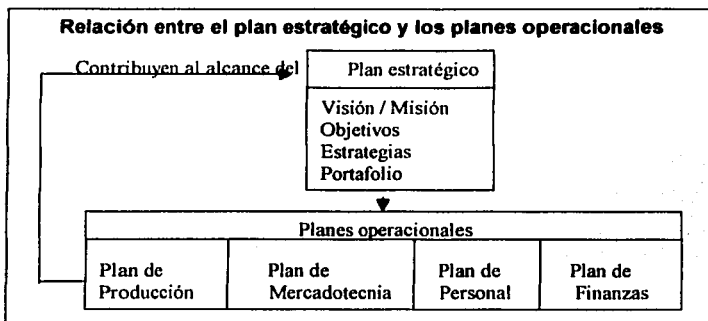 Relación entre el plan estratégico y los planes operacionales
Contribuyen al alcance del
Plan estratégico
Visión / Misión
Objetivos
Estrategias
Portafolio
Planes operacionales
Plan de
Producción
Plan de
Mercadotecnia
Plan de
Personal
Plan de
Finanzas